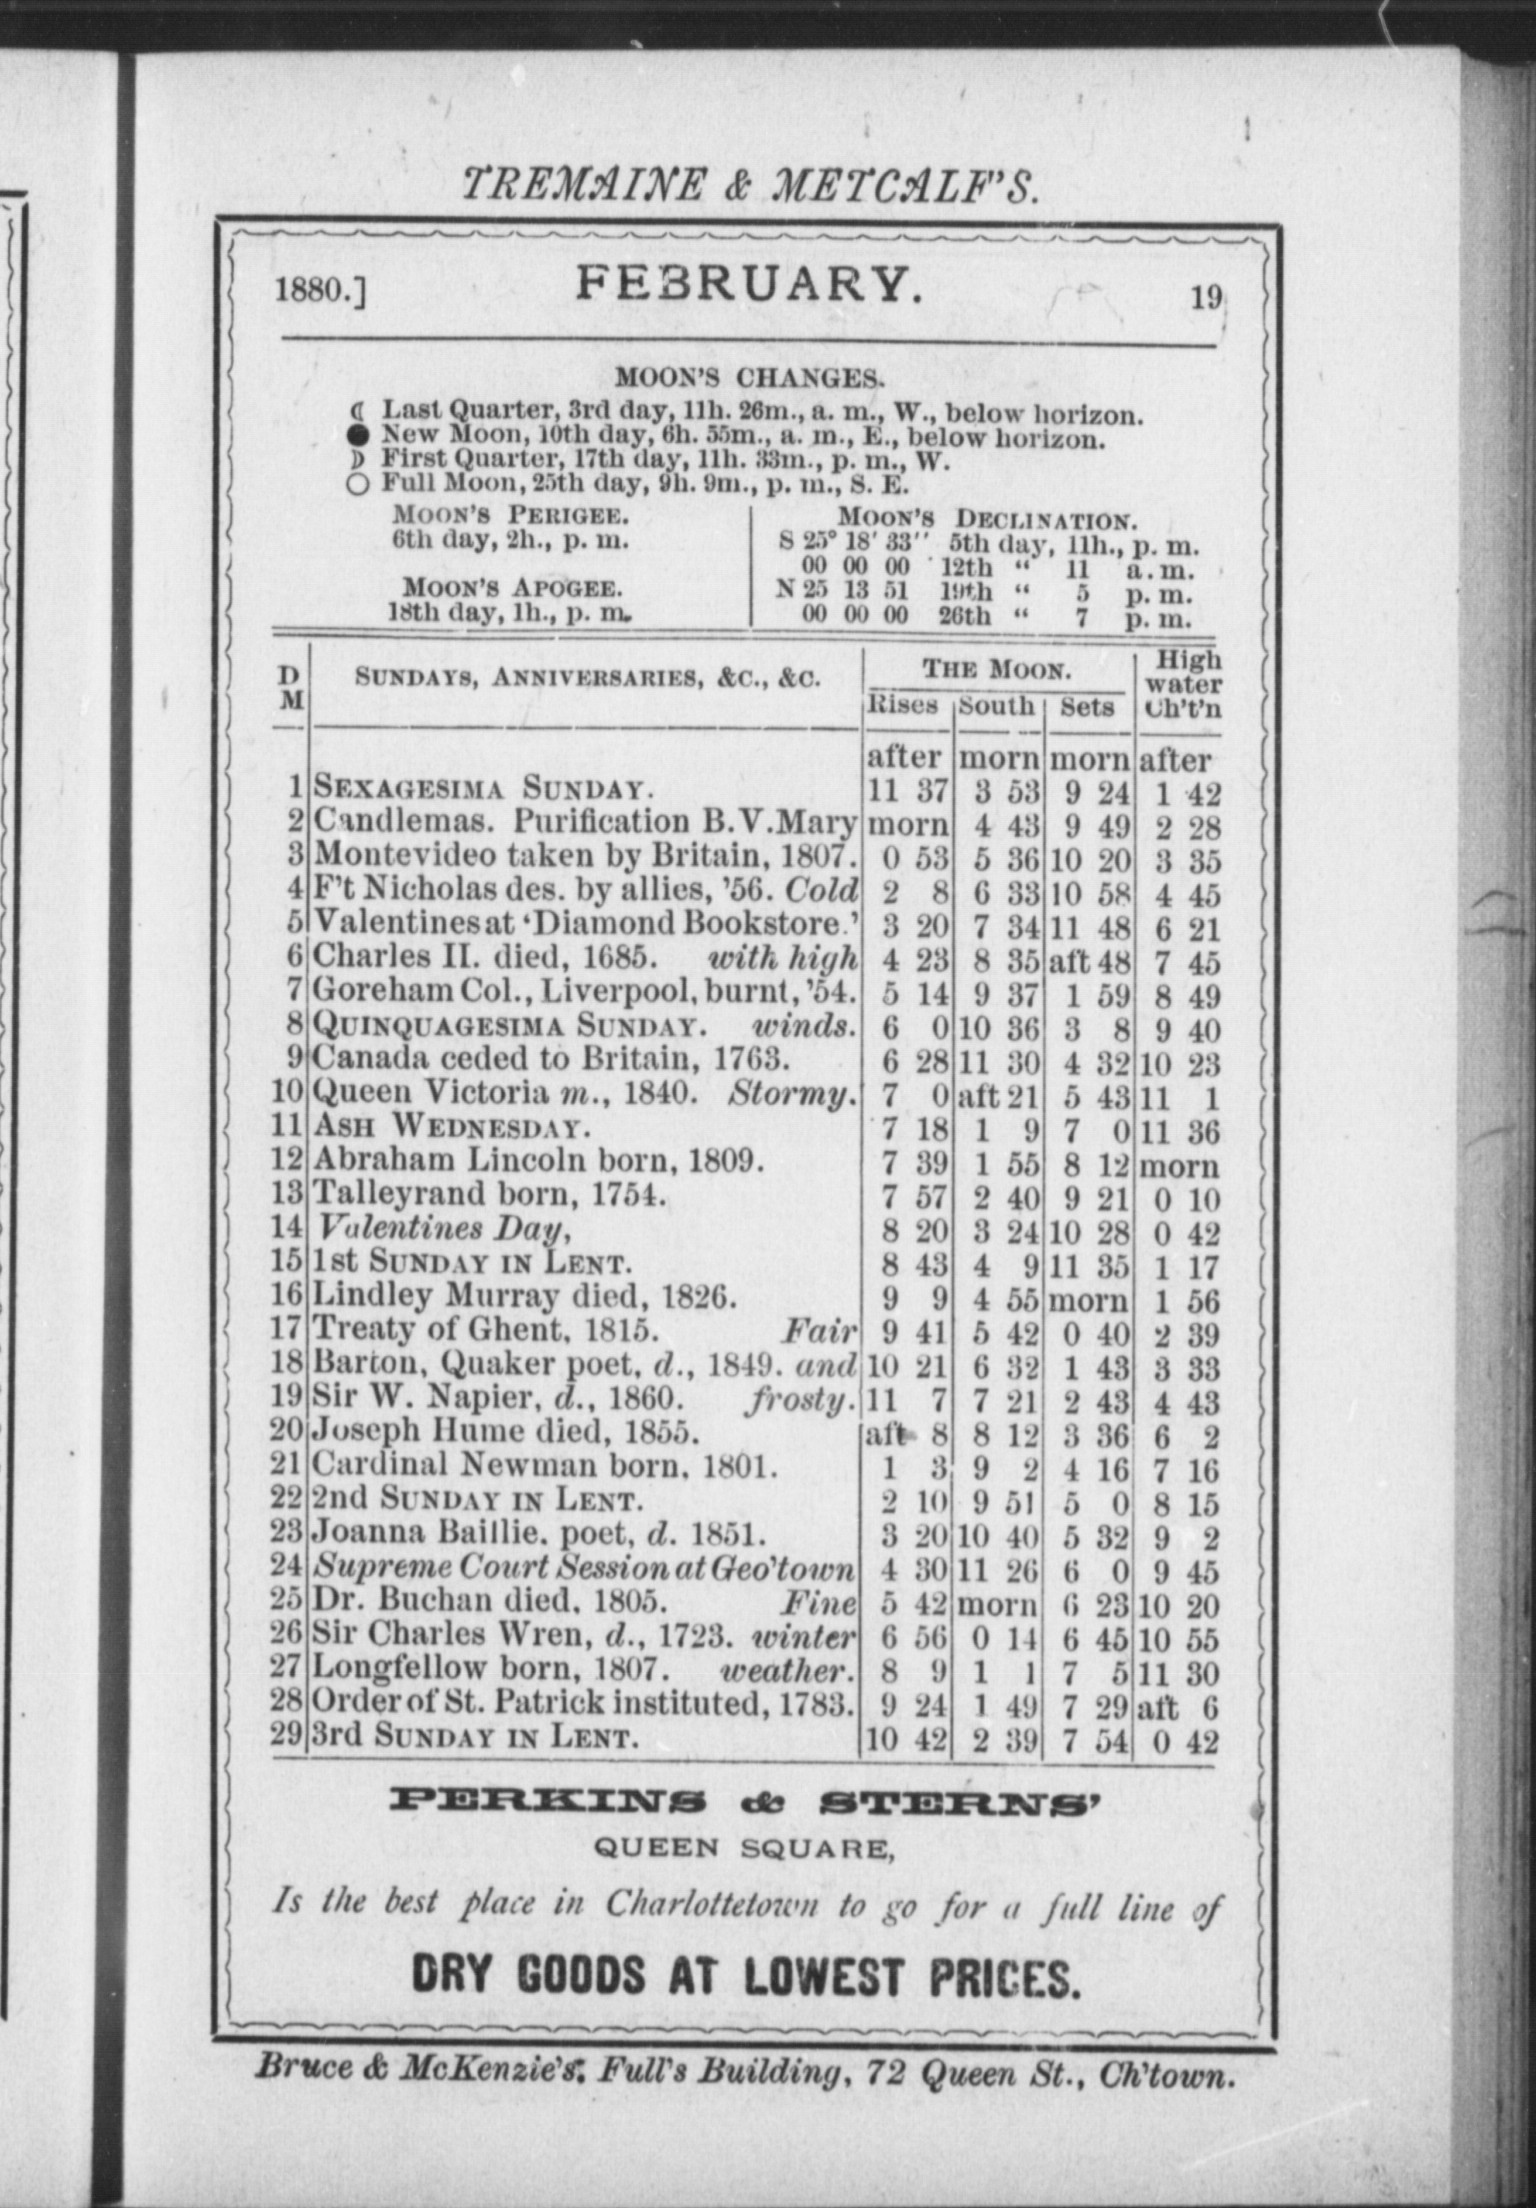 TREMAINE & METCALF'S.
1880.] FEBRUARY. 19
MOON'S CHANGES.
☾ Last Quarter, 3rd day, 11h. 26m., a. m., W., below horizon.
● New Moon, 10th day, 6h. 55m., a. m., E., below horizon.
☽ First Quarter, 17th day, 11h. 33m., p. m., W.
○ Full Moon, 25th day, 9h. 9m., p. m., S. E.
MOON'S PERIGEE.
6th day, 2h., p. m.
MOON'S APOGEE.
18th day, 1h., p. m.
MOON'S DECLINATION.
S 25° 18' 33'' 5th day, 11h., p. m.
00 00 00 12th “ 11 a. m.
N 25 13 51 19th “ 5 p. m.
00 00 00 26th “ 7 p. m.
D M SUNDAYS, ANNIVERSARIES, &C., &C. THE MOON. High water Ch't'n
Rises South Sets
after morn morn after
1 SEXAGESIMA SUNDAY. 11 37 3 53 9 24 1 42
2 Candlemas. Purification B.V.Mary morn 4 43 9 49 2 28
3 Montevideo taken by Britain, 1807. 0 53 5 36 10 20 3 35
4 F't Nicholas des. by allies, '56. Cold 2 8 6 33 10 58 4 45
5 Valentines at ‘Diamond Bookstore.’ 3 20 7 34 11 48 6 21
6 Charles II. died, 1685. with high 4 23 8 35 aft 48 7 45
7 Goreham Col., Liverpool, burnt, '54. 5 14 9 37 1 59 8 49
8 QUINQUAGESIMA SUNDAY. winds. 6 0 10 36 3 8 9 40
9 Canada ceded to Britain, 1763. 6 28 11 30 4 32 10 23
10 Queen Victoria m., 1840. Stormy. 7 0 aft 21 5 43 11 1
11 ASH WEDNESDAY. 7 18 1 9 7 0 11 36
12 Abraham Lincoln born, 1809. 7 39 1 55 8 12 morn
13 Talleyrand born, 1754. 7 57 2 40 9 21 0 10
14 Valentines Day, 8 20 3 24 10 28 0 42
15 1st SUNDAY IN LENT. 8 43 4 9 11 35 1 17
16 Lindley Murray died, 1826. 9 9 4 55 morn 1 56
17 Treaty of Ghent, 1815. Fair 9 41 5 42 0 40 2 39
18 Barton, Quaker poet, d., 1849. and 10 21 6 32 1 43 3 33
19 Sir W. Napier, d., 1860. frosty. 11 7 7 21 2 43 4 43
20 Joseph Hume died, 1855. aft 8 8 12 3 36 6 2
21 Cardinal Newman born, 1801. 1 3 9 2 4 16 7 16
22 2nd SUNDAY IN LENT. 2 10 9 51 5 0 8 15
23 Joanna Baillie, poet, d. 1851. 3 20 10 40 5 32 9 2
24 Supreme Court Session at Geo'town 4 30 11 26 6 0 9 45
25 Dr. Buchan died, 1805. Fine 5 42 morn 6 23 10 20
26 Sir Charles Wren, d., 1723. winter 6 56 0 14 6 45 10 55
27 Longfellow born, 1807. weather. 8 9 1 1 7 5 11 30
28 Order of St. Patrick instituted, 1783. 9 24 1 49 7 29 aft 6
29 3rd SUNDAY IN LENT. 10 42 2 39 7 54 0 42
PERKINS & STERNS'
QUEEN SQUARE,
Is the best place in Charlottetown to go for a full line of
DRY GOODS AT LOWEST PRICES.
Bruce & McKenzie's. Full's Building, 72 Queen St., Ch'town.